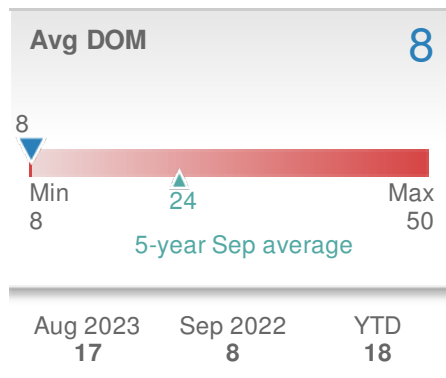 Avg DOM 8
8
Min 24 Max
8 50
5-year Sep average
Aug 2023 Sep 2022 YTD
17 8 18